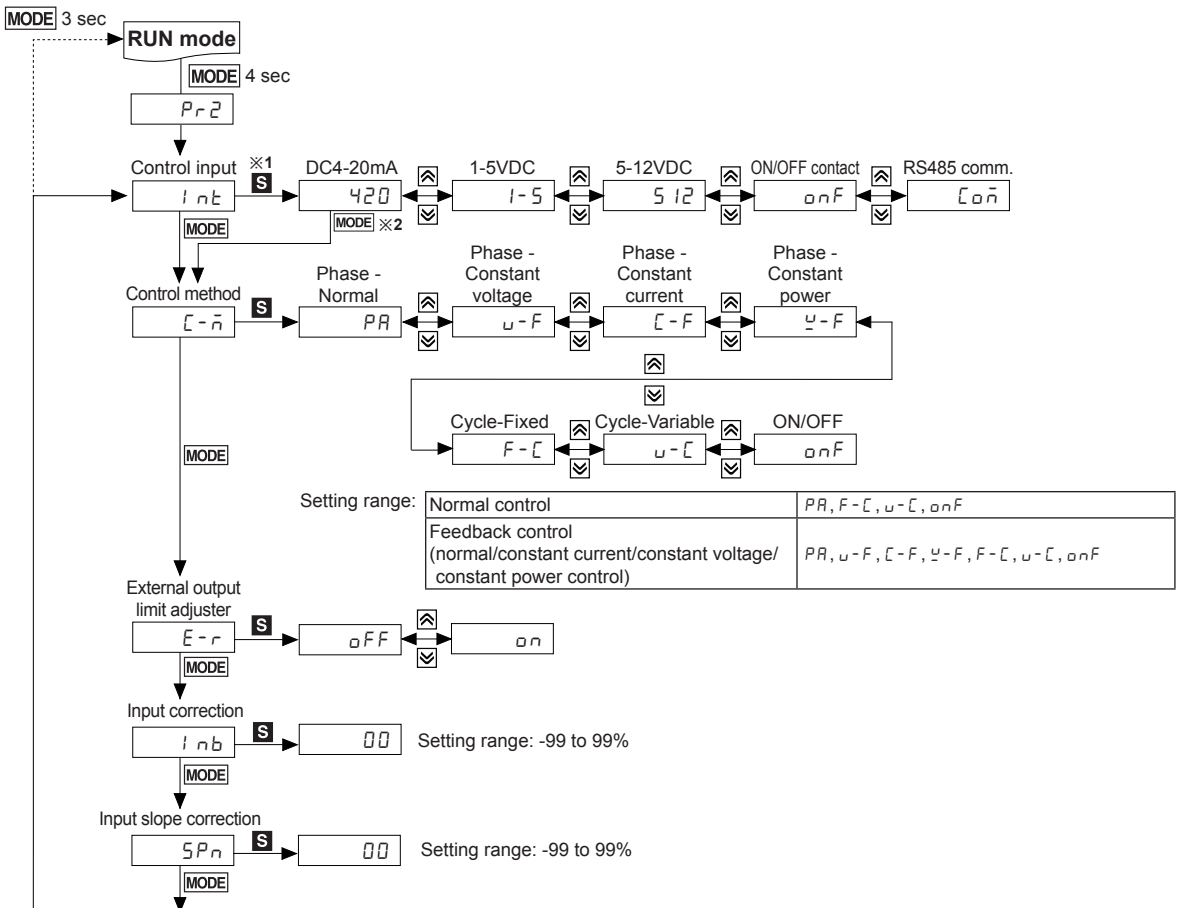 MODE 3 sec
RUN mode
MODE 4 sec
Pr2
Control input ※1 DC4-20mA 1-5VDC 5-12VDC ON/OFF contact RS485 comm.
Int S 420 1-5 512 onF Com
MODE MODE ※2
Phase - Normal
Phase - Constant voltage
Phase - Constant current
Phase - Constant power
Control method
C-m S PA u-F C-F W-F
Cycle-Fixed Cycle-Variable ON/OFF
F-C u-C onF
MODE
Setting range: Normal control PA, F-C, u-C, onF
Feedback control
(normal/constant current/constant voltage/ PA, u-F, C-F, W-F, F-C, u-C, onF
constant power control)
External output
limit adjuster
E-r S oFF on
MODE
Input correction
Inb S 00 Setting range: -99 to 99%
MODE
Input slope correction
SPn S 00 Setting range: -99 to 99%
MODE